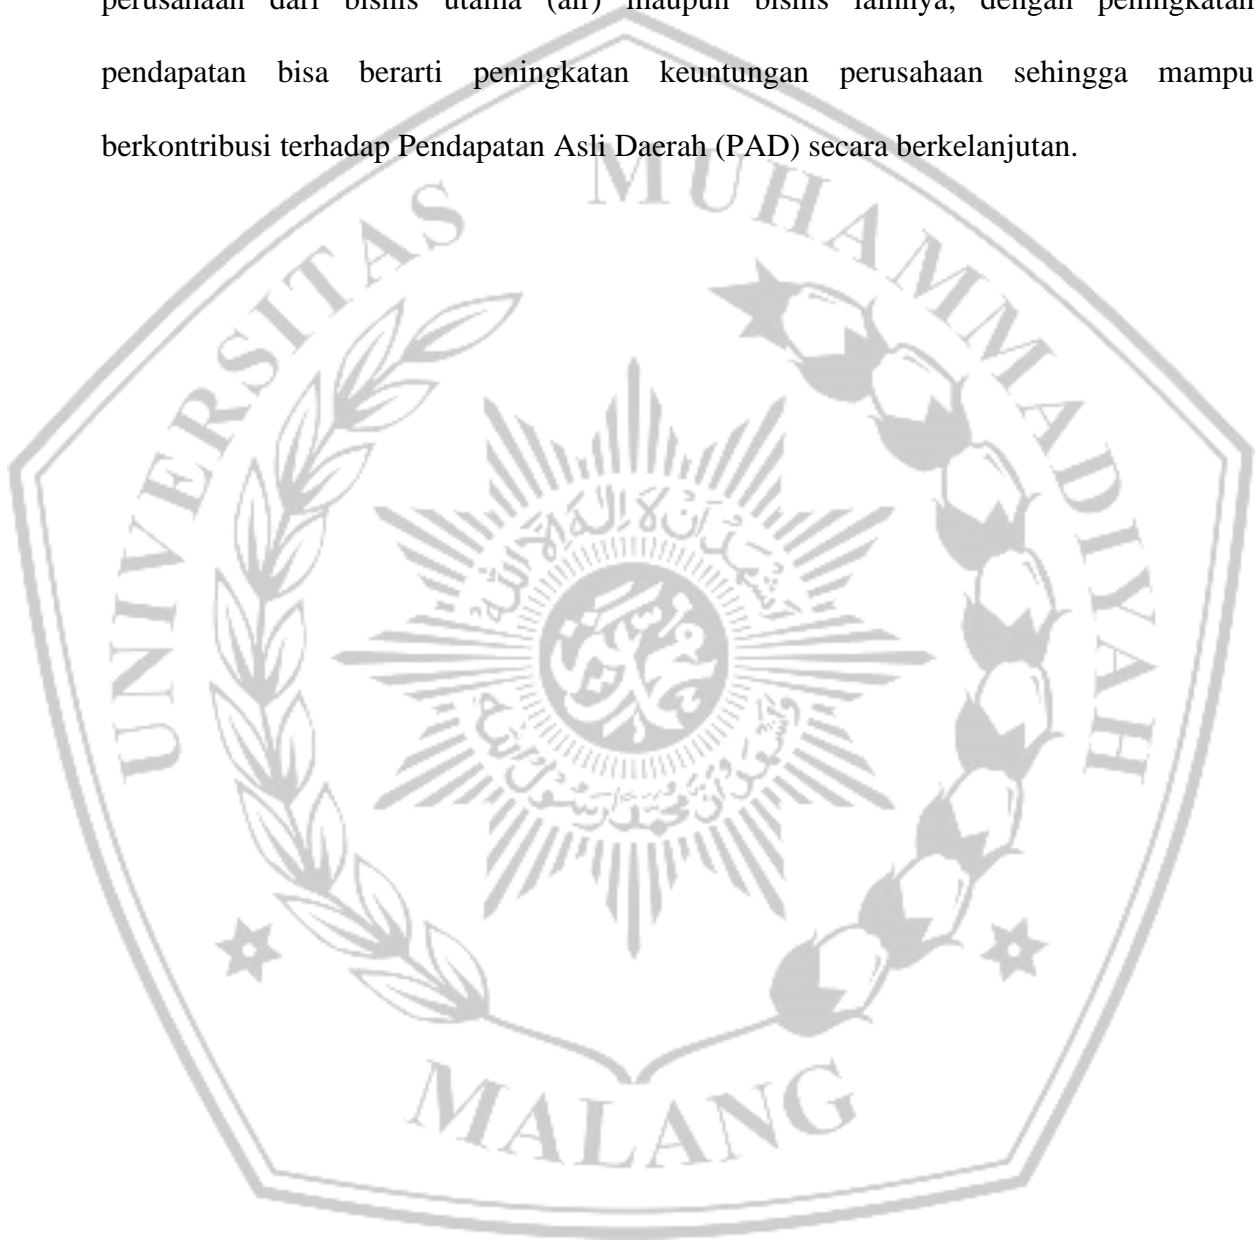 perusahaan dari bisnis utama (air) maupun bisnis lainnya, dengan peningkatan
pendapatan bisa berarti peningkatan keuntungan perusahaan sehingga mampu
berkontribusi terhadap Pendapatan Asli Daerah (PAD) secara berkelanjutan.
UNIVERSITAS MUHAMMADIYAH
MALANG